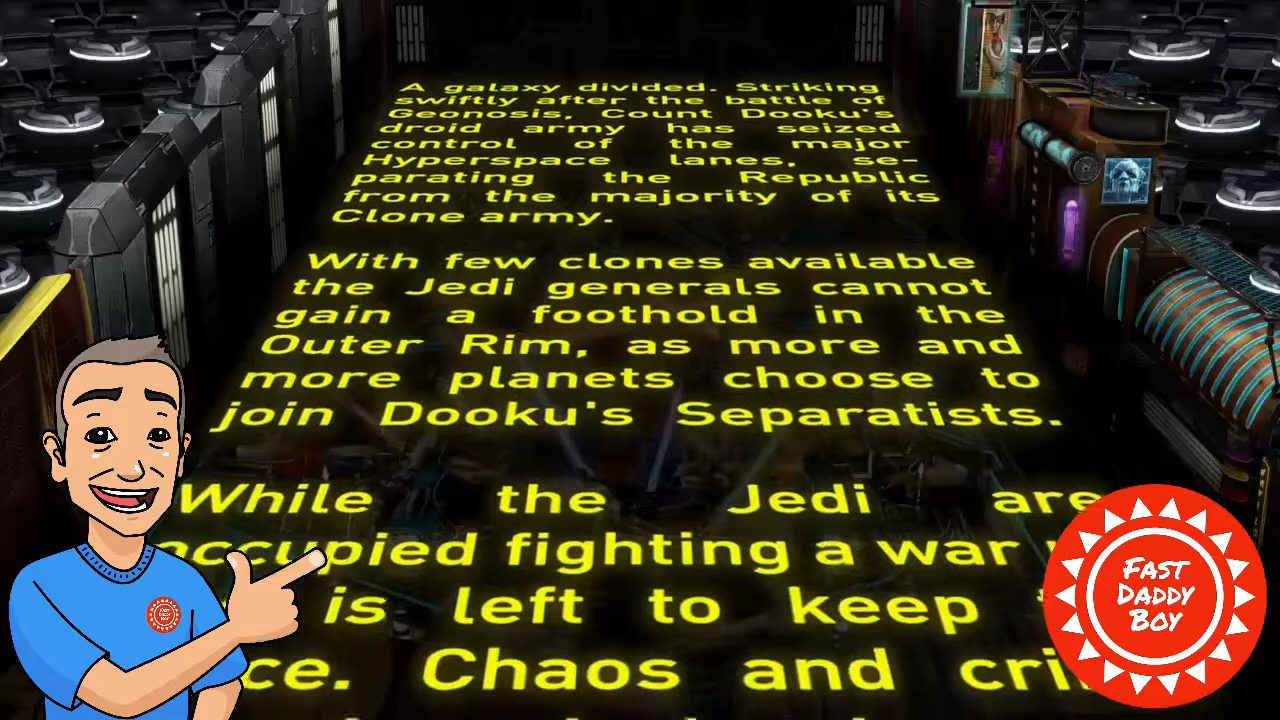 A galaxy divided. Striking
swiftly after the battle of
Geonosis, Count Dooku's
droid army has seized
control of the major
Hyperspace lanes, se-
parating the Republic
from the majority of its
Clone army.
With few clones available
the Jedi generals cannot
gain a foothold in the
Outer Rim, as more and
more planets choose to
join Dooku's Separatists.
While the Jedi are
occupied fighting a war
is left to keep
Chaos and
FAST
DADDY
BOY
FAST
DADDY
BOY